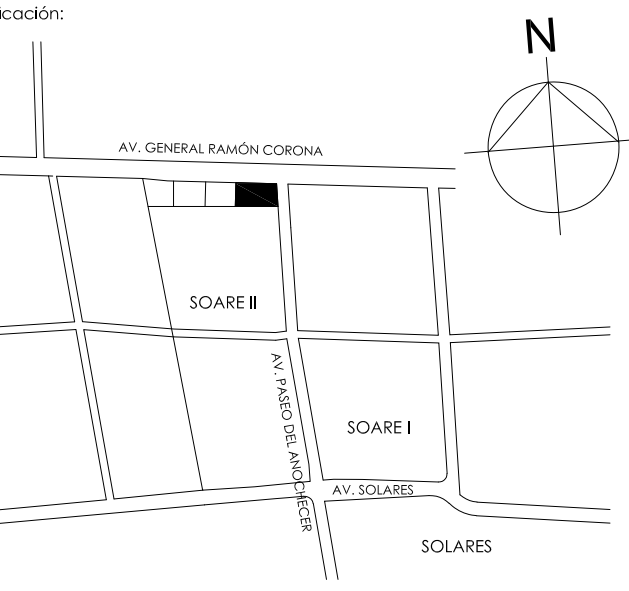 icación:
N
AV. GENERAL RAMÓN CORONA
SOARE II
AV. PASEO DEL ANOCHECER
SOARE I
AV. SOLARES
SOLARES